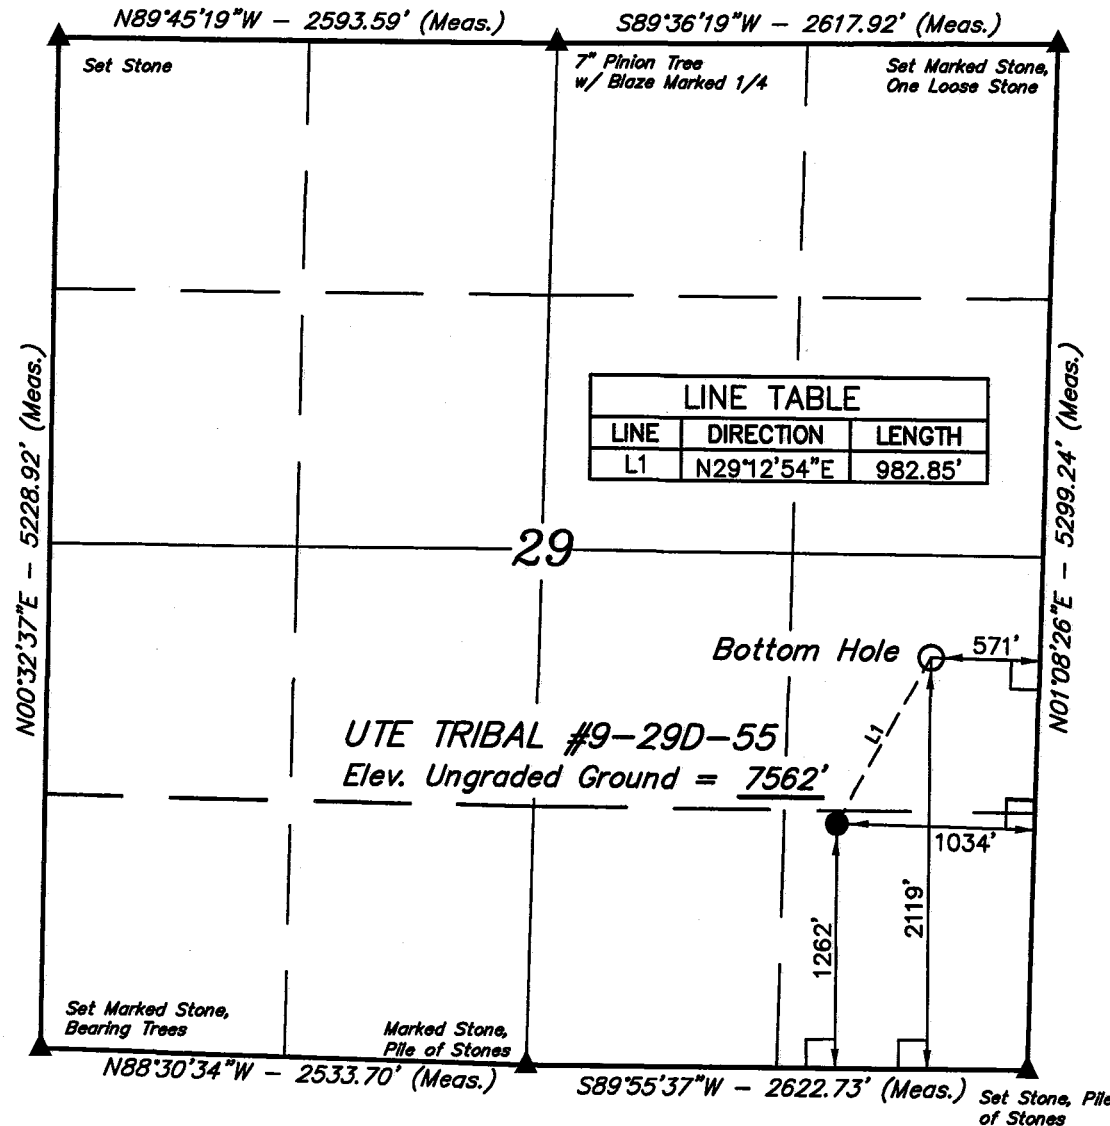 N89°45'19"W - 2593.59' (Meas.)
S89°36'19"W - 2617.92' (Meas.)
Set Stone
7" Pinion Tree
w/ Blaze Marked 1/4
Set Marked Stone,
One Loose Stone
N00°32'37"E - 5228.92' (Meas.)
N01°08'26"E - 5299.24' (Meas.)
LINE TABLE
LINE DIRECTION LENGTH
L1 N29°12'54"E 982.85'
29
Bottom Hole
571'
L1
UTE TRIBAL #9-29D-55
Elev. Ungraded Ground = 7562'
1034'
1262'
2119'
Set Marked Stone,
Bearing Trees
Marked Stone,
Pile of Stones
N88°30'34"W - 2533.70' (Meas.)
S89°55'37"W - 2622.73' (Meas.)
Set Stone, Pile
of Stones